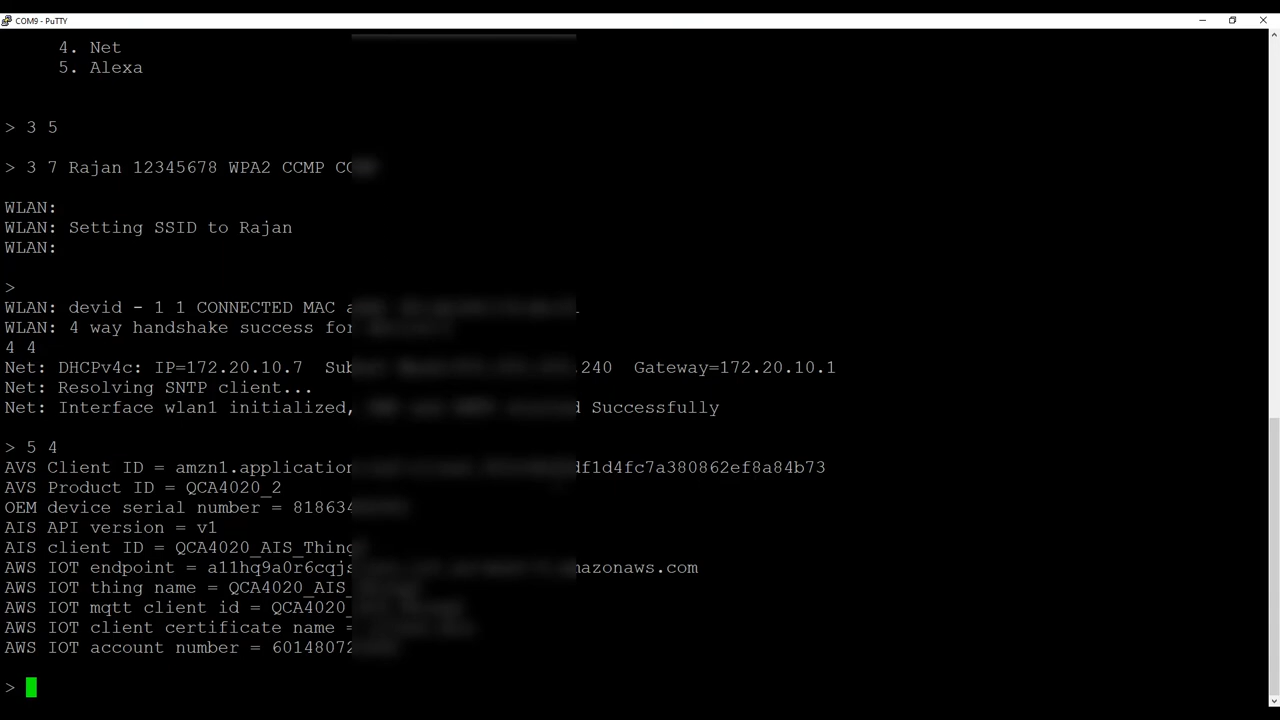 COM9 - PuTTY
4. Net
5. Alexa
> 3 5
> 3 7 Rajan 12345678 WPA2 CCMP
WLAN:
WLAN: Setting SSID to Rajan
WLAN:
>
WLAN: devid - 1 1 CONNECTED MAC
WLAN: 4 way handshake success for
4 4
Net: DHCPv4c: IP=172.20.10.7 .240 Gateway=172.20.10.1
Net: Resolving SNTP client...
Net: Interface wlan1 initialized, Successfully
> 5 4
AVS Client ID = amzn1.application df1d4fc7a380862ef8a84b73
AVS Product ID = QCA4020_2
OEM device serial number = 818634
AIS API version = v1
AIS client ID = QCA4020_AIS_Thing
AWS IOT endpoint = a11hq9a0r6cqjs mazonaws.com
AWS IOT thing name = QCA4020_AIS_
AWS IOT mqtt client id = QCA4020_
AWS IOT client certificate name =
AWS IOT account number = 60148072
>